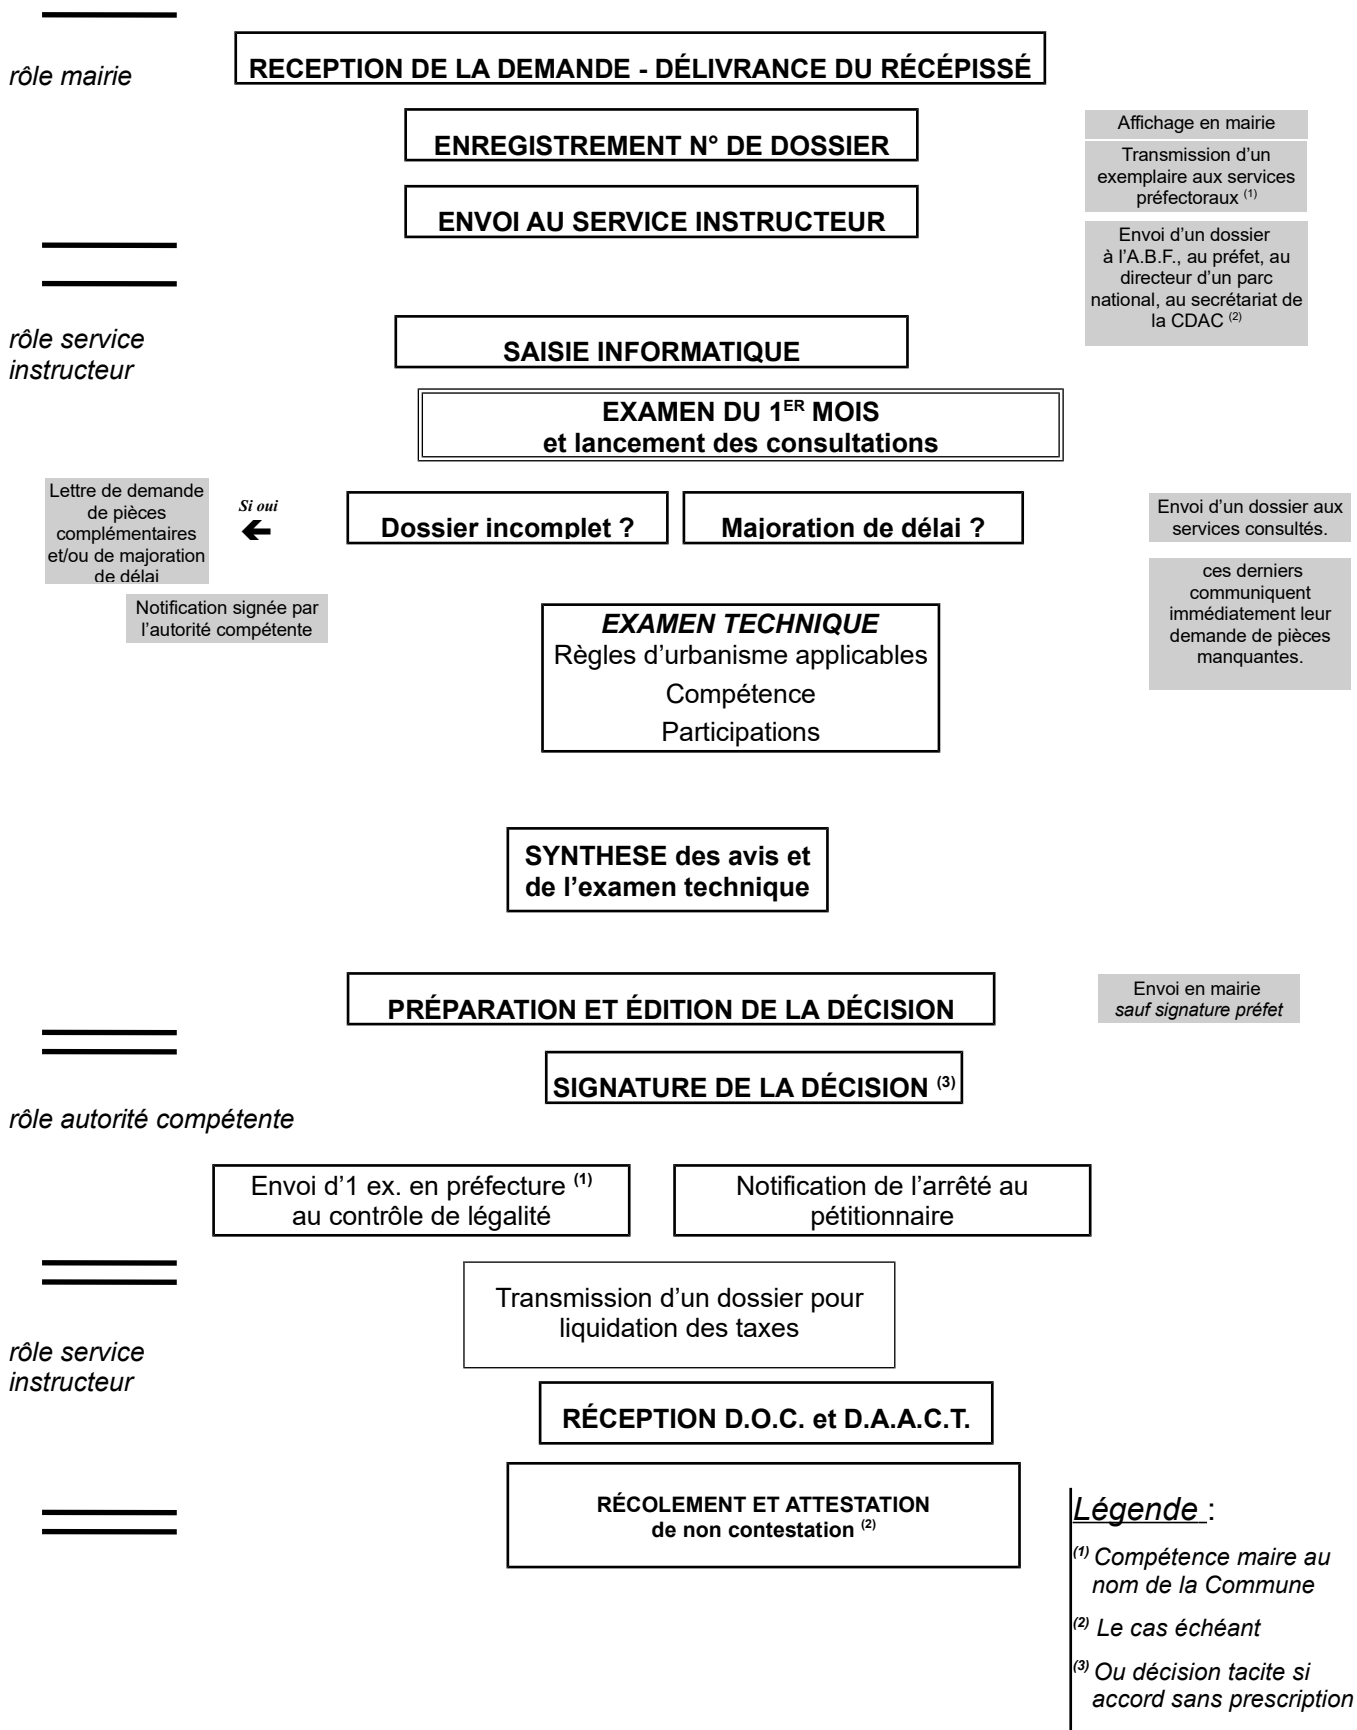 rôle mairie
RECEPTION DE LA DEMANDE - DÉLIVRANCE DU RÉCÉPISSÉ
ENREGISTREMENT N° DE DOSSIER
Affichage en mairie
Transmission d'un
exemplaire aux services
préfectoraux (1)
ENVOI AU SERVICE INSTRUCTEUR
Envoi d'un dossier
à l'A.B.F., au préfet, au
directeur d'un parc
national, au secrétariat de
la CDAC (2)
rôle service
instructeur
SAISIE INFORMATIQUE
EXAMEN DU 1ER MOIS
et lancement des consultations
Lettre de demande
de pièces
complémentaires
et/ou de majoration
de délai
Si oui
Dossier incomplet ?
Majoration de délai ?
Envoi d'un dossier aux
services consultés.
Notification signée par
l'autorité compétente
ces derniers
communiquent
immédiatement leur
demande de pièces
manquantes.
EXAMEN TECHNIQUE
Règles d'urbanisme applicables
Compétence
Participations
SYNTHESE des avis et
de l'examen technique
PRÉPARATION ET ÉDITION DE LA DÉCISION
Envoi en mairie
sauf signature préfet
SIGNATURE DE LA DÉCISION (3)
rôle autorité compétente
Envoi d'1 ex. en préfecture (1)
au contrôle de légalité
Notification de l'arrêté au
pétitionnaire
Transmission d'un dossier pour
liquidation des taxes
rôle service
instructeur
RÉCEPTION D.O.C. et D.A.A.C.T.
RÉCOLEMENT ET ATTESTATION
de non contestation (2)
Légende :
(1) Compétence maire au
nom de la Commune
(2) Le cas échéant
(3) Ou décision tacite si
accord sans prescription